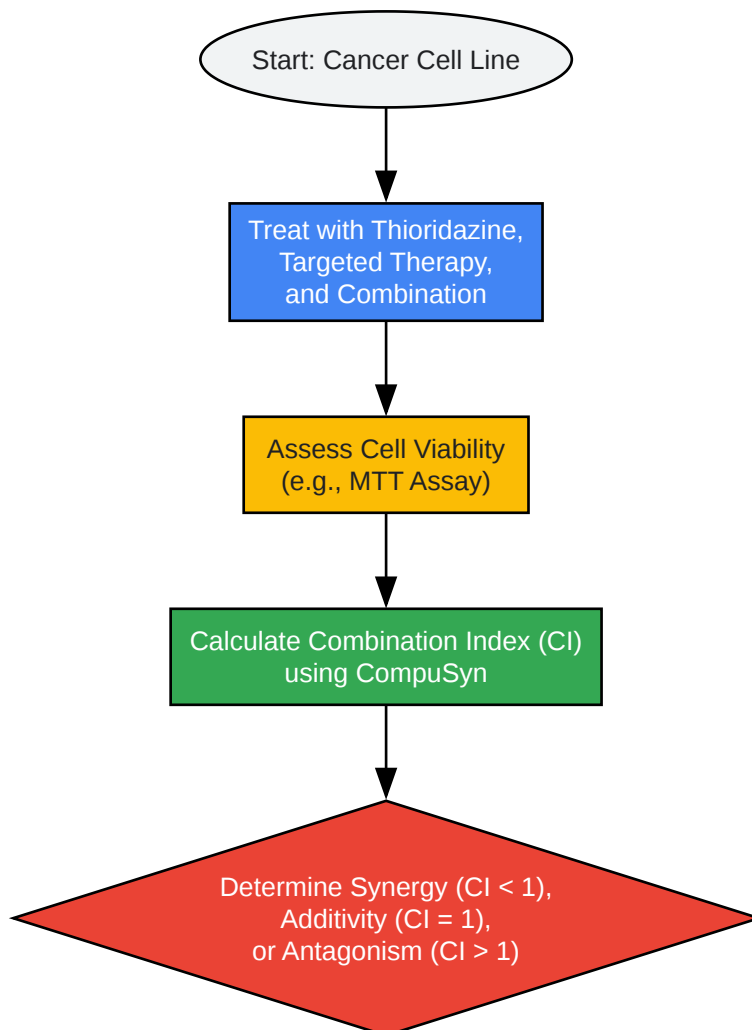 Start: Cancer Cell Line
Treat with Thioridazine,
Targeted Therapy,
and Combination
Assess Cell Viability
(e.g., MTT Assay)
Calculate Combination Index (CI)
using CompuSyn
Determine Synergy (CI < 1),
Additivity (CI = 1),
or Antagonism (CI > 1)